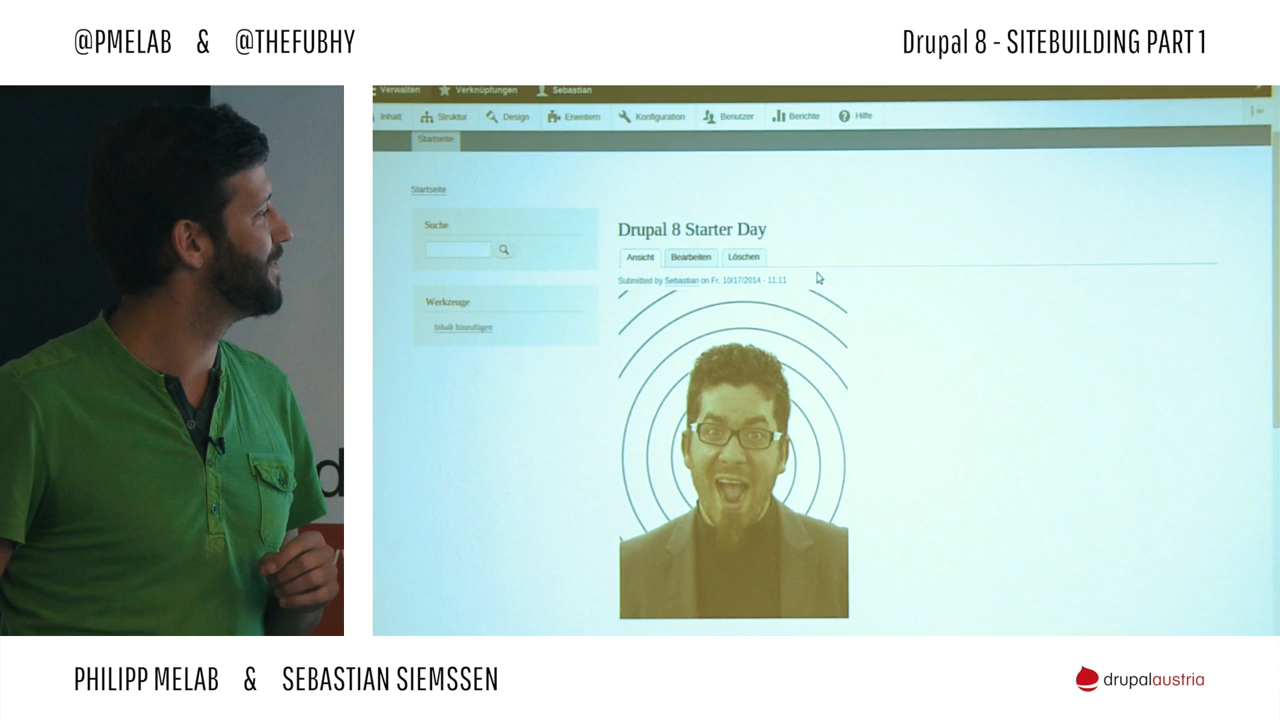 @PMELAB & @THEFUBHY
Drupal 8 - SITEBUILDING PART 1
Verwalten Verknüpfungen Sebastian
Inhalt Struktur Design Erweitern Konfiguration Benutzer Berichte Hilfe
Startseite
Startseite
Suche
Werkzeuge
Inhalt hinzufügen
Drupal 8 Starter Day
Ansicht Bearbeiten Löschen
Submitted by Sebastian on Fr, 10/17/2014 - 11:11
d
PHILIPP MELAB & SEBASTIAN SIEMSSEN
drupalaustria